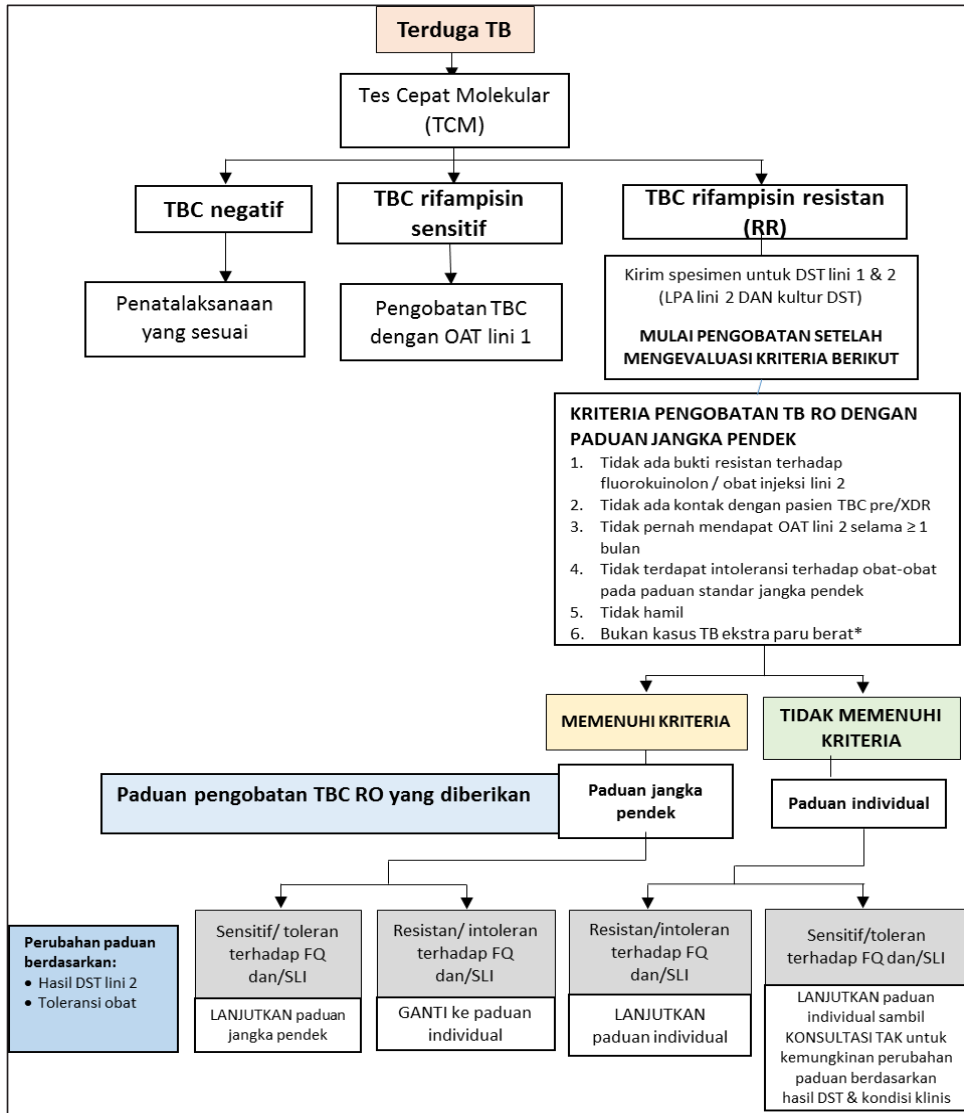 Terduga TB
Tes Cepat Molekular
(TCM)
TBC negatif
TBC rifampisin
sensitif
TBC rifampisin resistan
(RR)
Penatalaksanaan
yang sesuai
Pengobatan TBC
dengan OAT lini 1
Kirim spesimen untuk DST lini 1 & 2
(LPA lini 2 DAN kultur DST)
MULAI PENGOBATAN SETELAH
MENGEVALUASI KRITERIA BERIKUT
KRITERIA PENGOBATAN TB RO DENGAN
PADUAN JANGKA PENDEK
1. Tidak ada bukti resistan terhadap
fluorokuinolon / obat injeksi lini 2
2. Tidak ada kontak dengan pasien TBC pre/XDR
3. Tidak pernah mendapat OAT lini 2 selama ≥ 1
bulan
4. Tidak terdapat intoleransi terhadap obat-obat
pada paduan standar jangka pendek
5. Tidak hamil
6. Bukan kasus TB ekstra paru berat*
MEMENUHI KRITERIA
TIDAK MEMENUHI
KRITERIA
Paduan pengobatan TBC RO yang diberikan
Paduan jangka
pendek
Paduan individual
Perubahan paduan
berdasarkan:
• Hasil DST lini 2
• Toleransi obat
Sensitif/ toleran
terhadap FQ
dan/SLI
LANJUTKAN paduan
jangka pendek
Resistan/ intoleran
terhadap FQ
dan/SLI
GANTI ke paduan
individual
Resistan/intoleran
terhadap FQ
dan/SLI
LANJUTKAN
paduan individual
Sensitif/toleran
terhadap FQ dan/SLI
LANJUTKAN paduan
individual sambil
KONSULTASI TAK untuk
kemungkinan perubahan
paduan berdasarkan
hasil DST & kondisi klinis